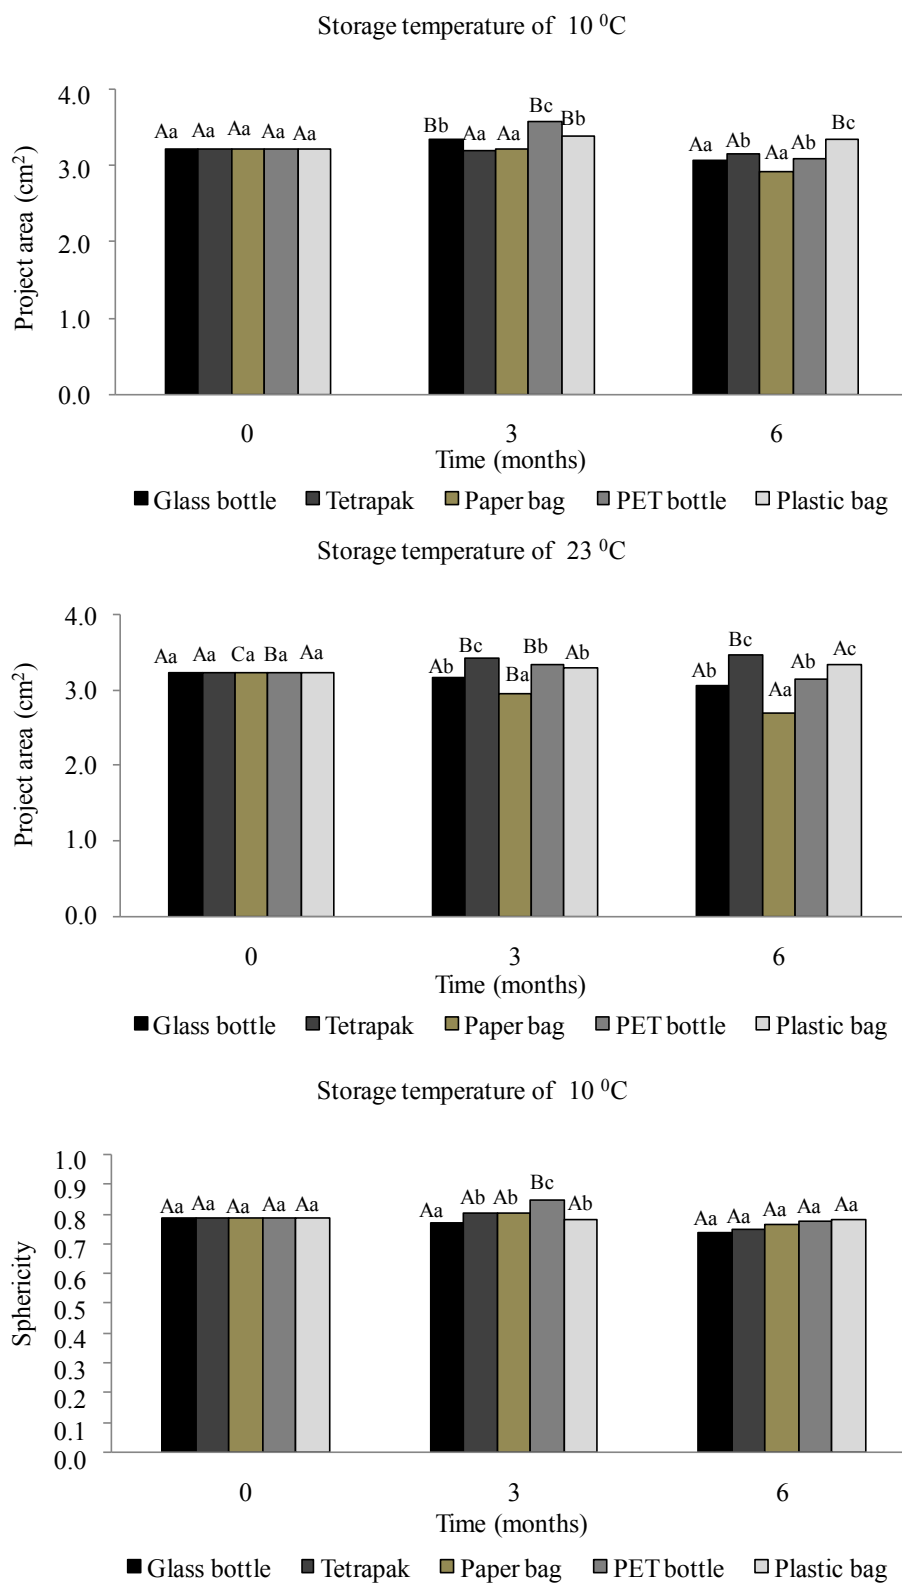 Storage temperature of 10 ⁰C
Project area (cm²)
4.0
3.0
2.0
1.0
0.0
Aa Aa Aa Aa Aa
Bb Aa Aa Bc Bb
Aa Ab Aa Ab Bc
0 3 6
Time (months)
Glass bottle Tetrapak Paper bag PET bottle Plastic bag
Storage temperature of 23 ⁰C
Project area (cm²)
4.0
3.0
2.0
1.0
0.0
Aa Aa Ca Ba Aa
Ab Bc Ba Bb Ab
Ab Bc Aa Ab Ac
0 3 6
Time (months)
Glass bottle Tetrapak Paper bag PET bottle Plastic bag
Storage temperature of 10 ⁰C
Sphericity
1.0
0.9
0.8
0.7
0.6
0.5
0.4
0.3
0.2
0.1
0.0
Aa Aa Aa Aa Aa
Aa Ab Ab Bc Ab
Aa Aa Aa Aa Aa
0 3 6
Time (months)
Glass bottle Tetrapak Paper bag PET bottle Plastic bag